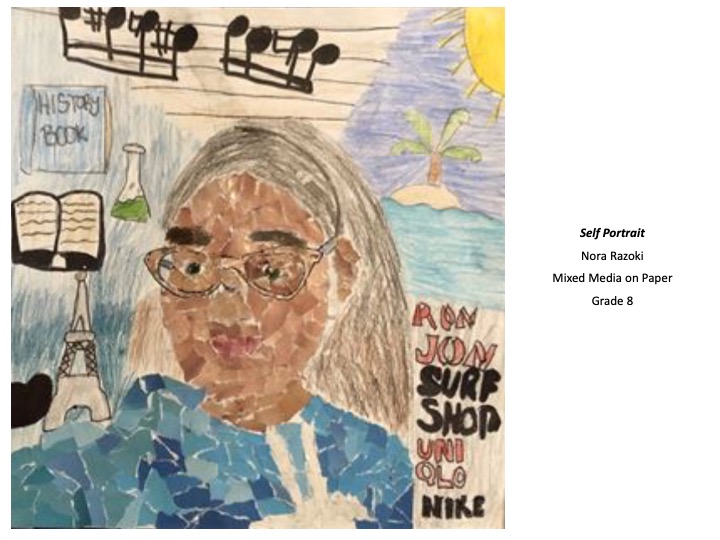 HISTORY
BOOK
RON
JON
SURF
SHOP
UNI
QLO
NIKE
Self Portrait
Nora Razoki
Mixed Media on Paper
Grade 8